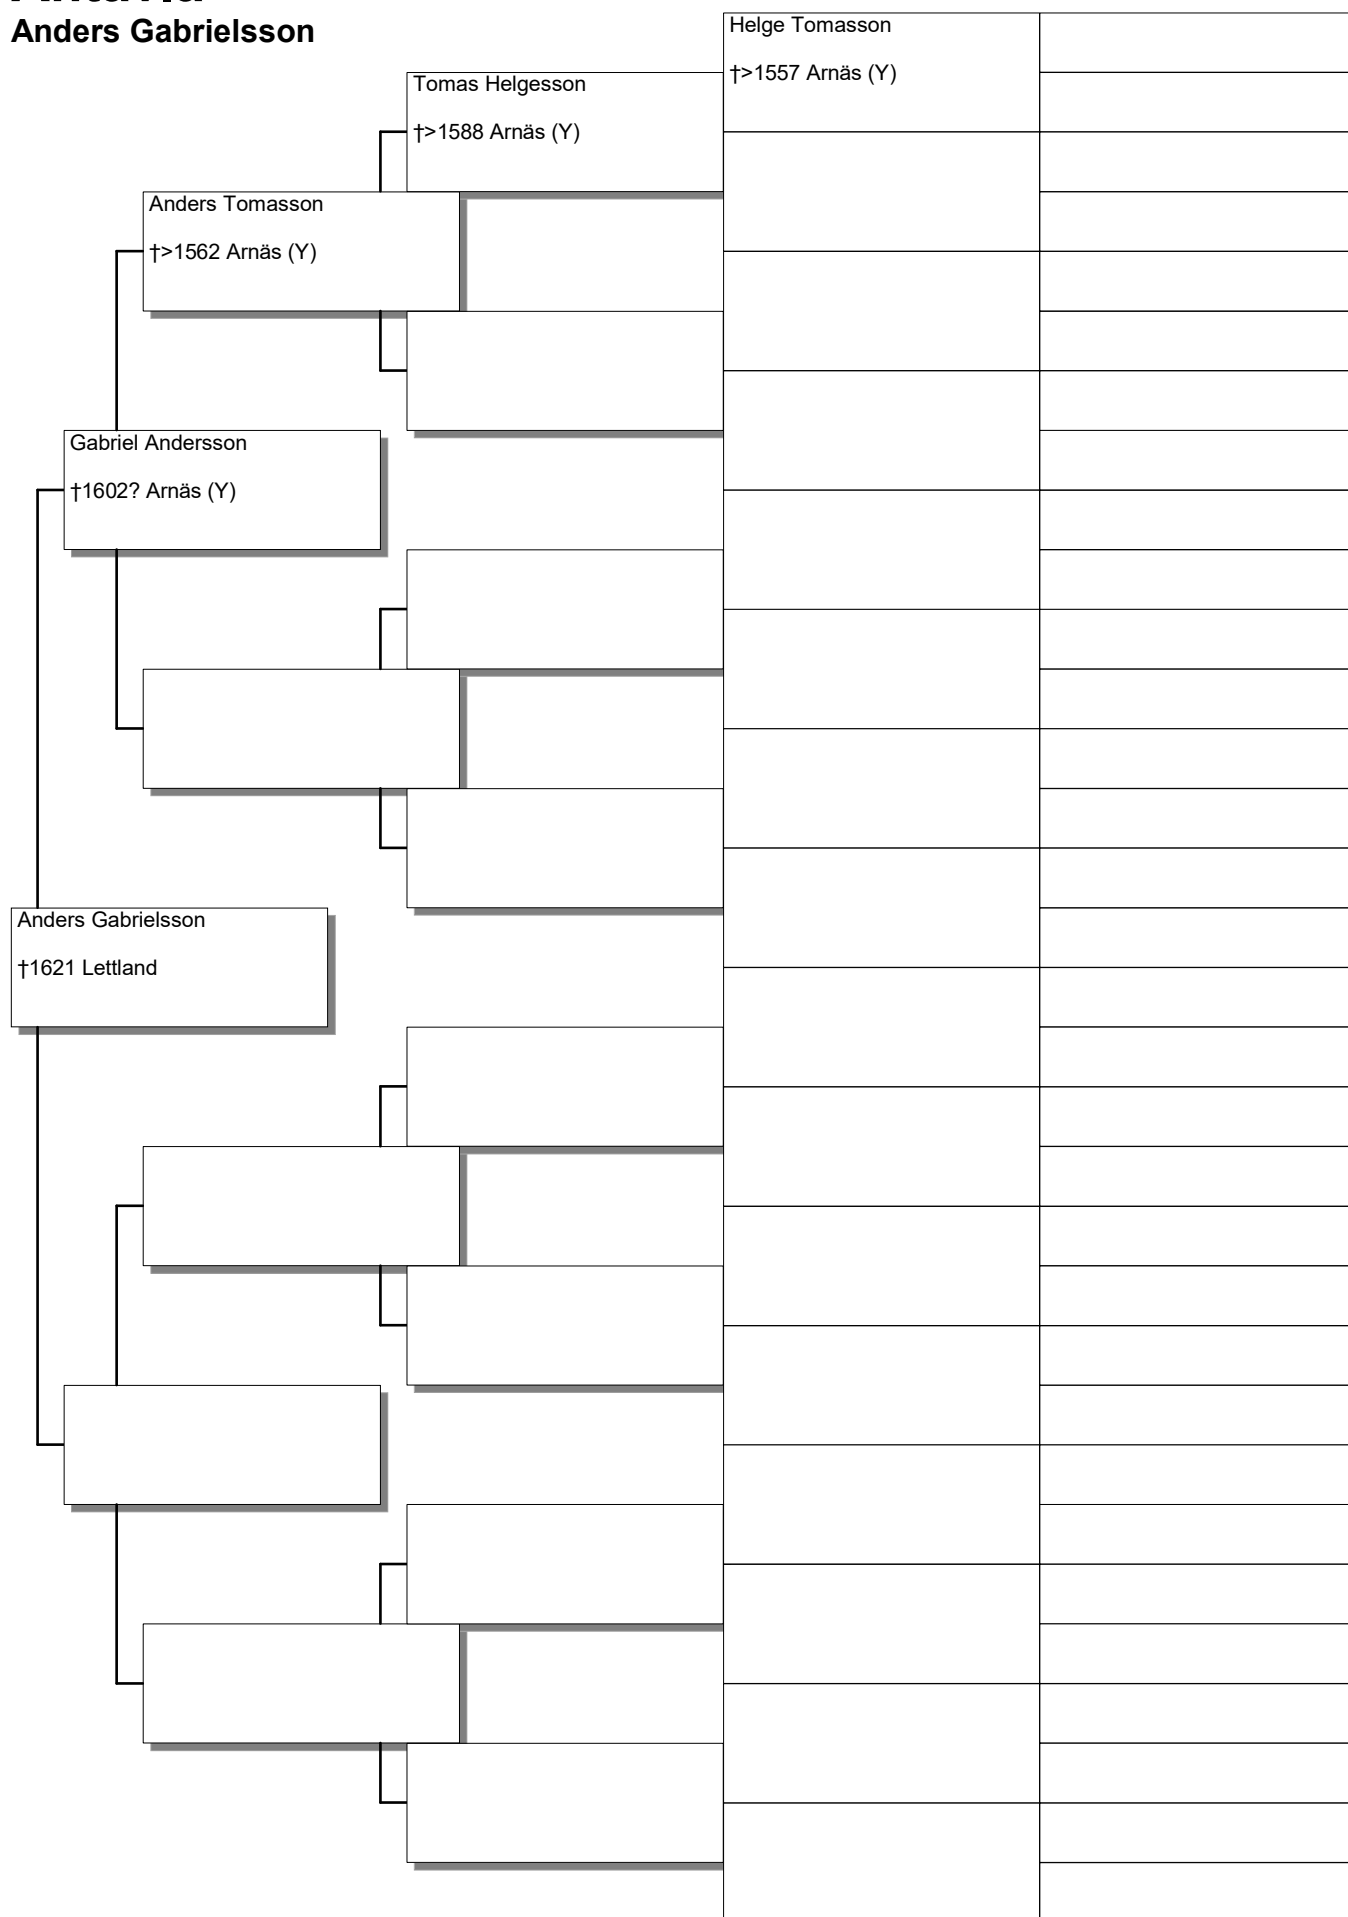 Anders Gabrielsson
Helge Tomasson
†>1557 Arnäs (Y)
Tomas Helgesson
†>1588 Arnäs (Y)
Anders Tomasson
†>1562 Arnäs (Y)
Gabriel Andersson
†1602? Arnäs (Y)
Anders Gabrielsson
†1621 Lettland